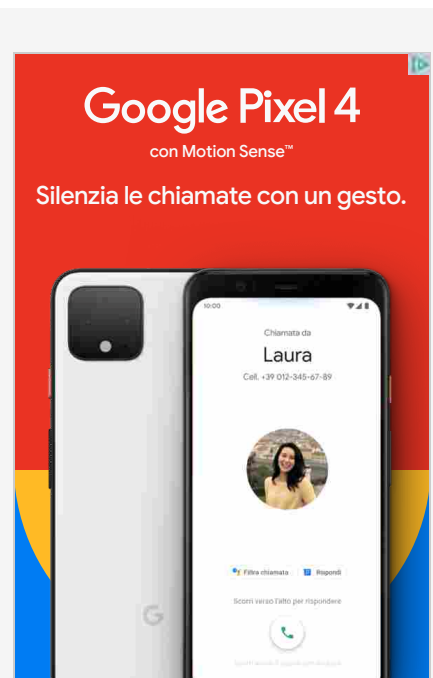 Google Pixel 4
con Motion Sense™
Silenzia le chiamate con un gesto.
10:00
Chiamata da
Laura
Cell. +39 012-345-67-89
Filtra chiamata
Rispondi
Scorri verso l'alto per rispondere
G